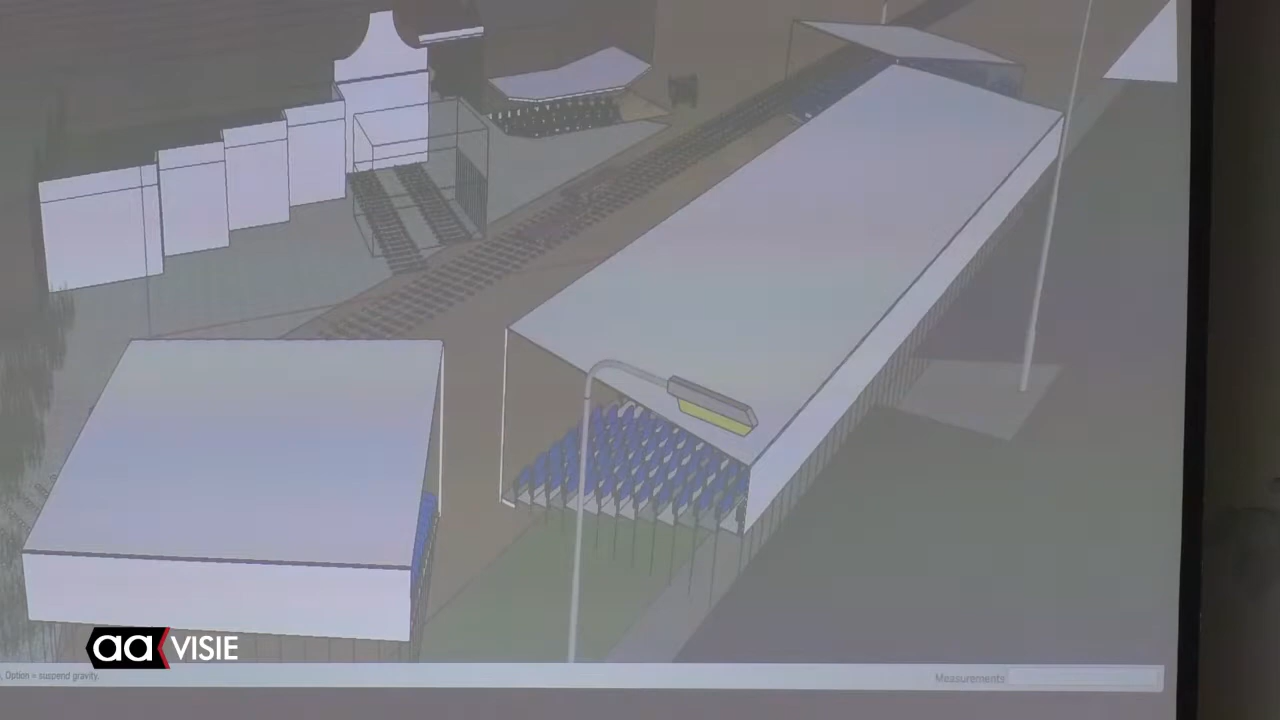 aa VISIE
, Option = suspend gravity.
Measurements